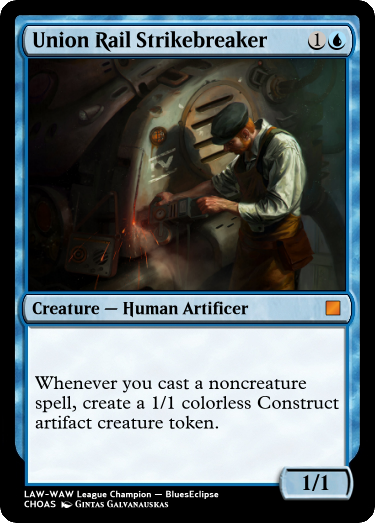 Union Rail Strikebreaker 1
Creature — Human Artificer
Whenever you cast a noncreature
spell, create a 1/1 colorless Construct
artifact creature token.
1/1
LAW-WAW League Champion — BluesEclipse
CHOAS Gintas Galvanauskas